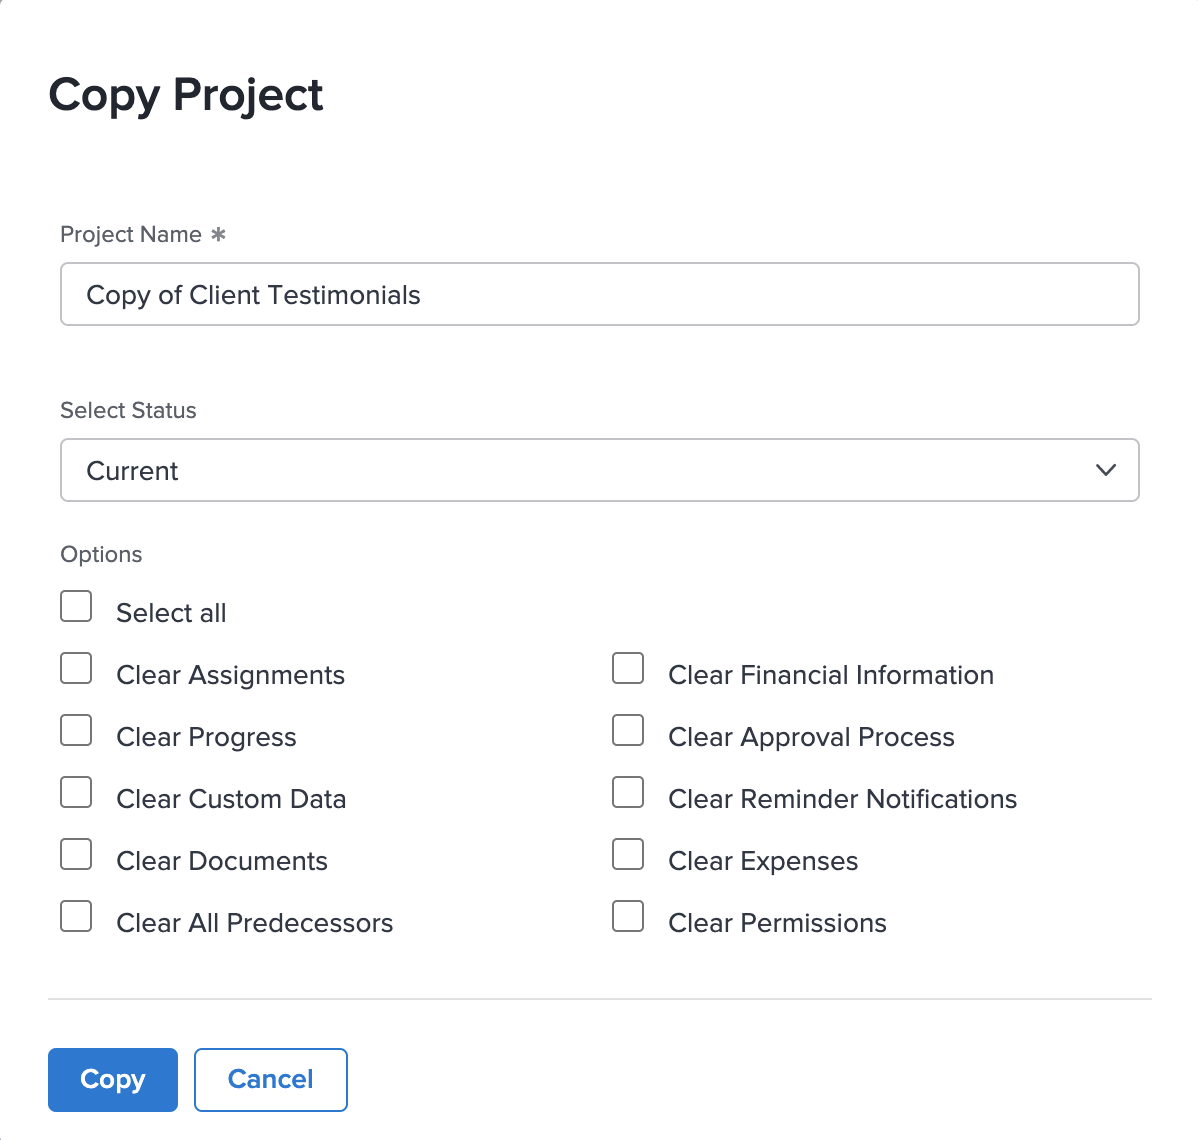 Copy Project
Project Name *
Copy of Client Testimonials
Select Status
Current
Options
Select all
Clear Assignments
Clear Financial Information
Clear Progress
Clear Approval Process
Clear Custom Data
Clear Reminder Notifications
Clear Documents
Clear Expenses
Clear All Predecessors
Clear Permissions
Copy
Cancel